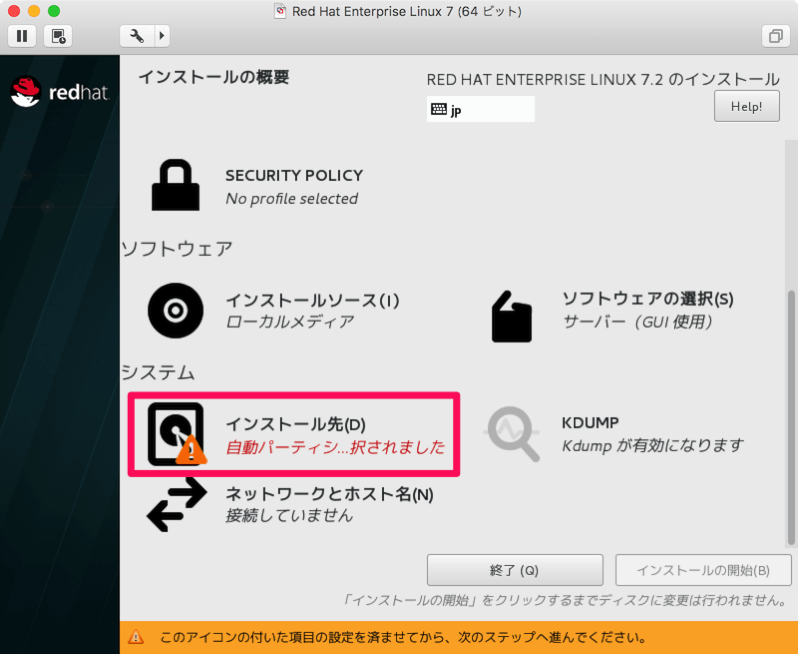 Red Hat Enterprise Linux 7 (64 ビット)
redhat.
インストールの概要
RED HAT ENTERPRISE LINUX 7.2 のインストール
jp
Help!
SECURITY POLICY
No profile selected
ソフトウェア
インストールソース(I)
ローカルメディア
ソフトウェアの選択(S)
サーバー（GUI 使用）
システム
インストール先(D)
自動パーティシ...択されました
KDUMP
Kdump が有効になります
ネットワークとホスト名(N)
接続していません
終了 (Q)
インストールの開始(B)
「インストールの開始」をクリックするまでディスクに変更は行われません。
このアイコンの付いた項目の設定を済ませてから、次のステップへ進んでください。